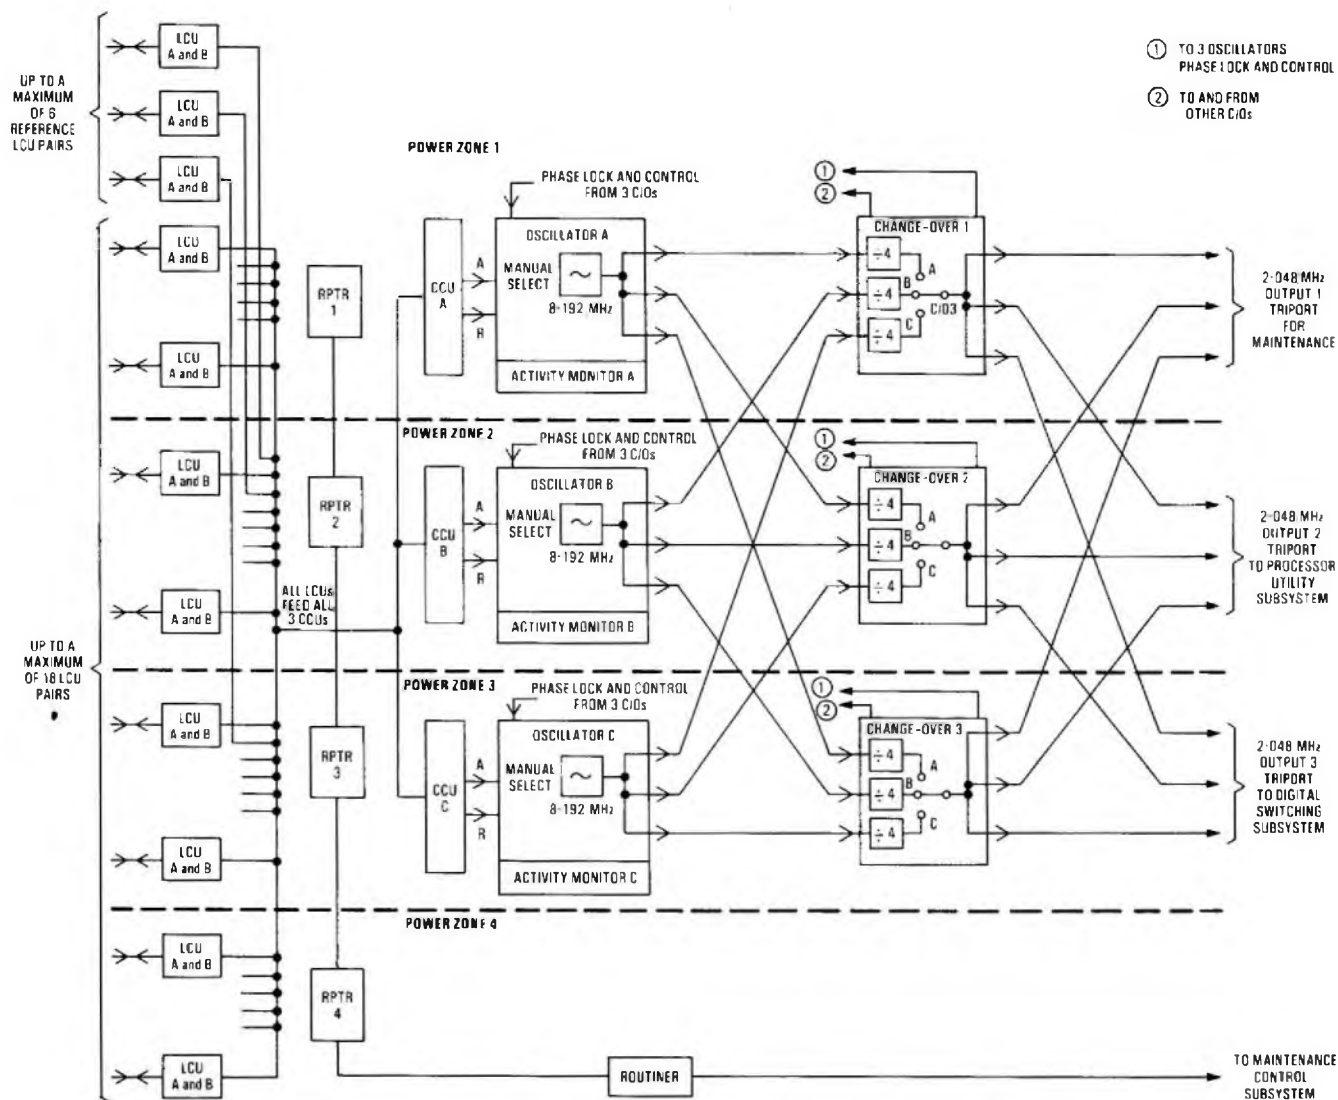 LCU
A and B
LCU
A and B
LCU
A and B
UP TO A
MAXIMUM
OF 6
REFERENCE
LCU PAIRS
① TO 3 OSCILLATORS
PHASE LOCK AND CONTROL
② TO AND FROM
OTHER C/Os
POWER ZONE 1
LCU
A and B
LCU
A and B
RPTR
1
CCU
A
A
R
PHASE LOCK AND CONTROL
FROM 3 C/Os
OSCILLATOR A
MANUAL
SELECT
~
8·192 MHz
ACTIVITY MONITOR A
①
②
CHANGE-OVER 1
÷4
÷4
÷4
A
B
C
C/O3
2·048 MHz
OUTPUT 1
TRIPORT
FOR
MAINTENANCE
POWER ZONE 2
LCU
A and B
LCU
A and B
RPTR
2
ALL LCUs
FEED ALL
3 CCUs
CCU
B
A
R
PHASE LOCK AND CONTROL
FROM 3 C/Os
OSCILLATOR B
MANUAL
SELECT
~
8·192 MHz
ACTIVITY MONITOR B
①
②
CHANGE-OVER 2
÷4
÷4
÷4
A
B
C
2·048 MHz
OUTPUT 2
TRIPORT
TO PROCESSOR
UTILITY
SUBSYSTEM
UP TO A
MAXIMUM
OF 18 LCU
PAIRS
POWER ZONE 3
LCU
A and B
LCU
A and B
RPTR
3
CCU
C
A
R
PHASE LOCK AND CONTROL
FROM 3 C/Os
OSCILLATOR C
MANUAL
SELECT
~
8·192 MHz
ACTIVITY MONITOR C
①
②
CHANGE-OVER 3
÷4
÷4
÷4
A
B
C
2·048 MHz
OUTPUT 3
TRIPORT
TO DIGITAL
SWITCHING
SUBSYSTEM
POWER ZONE 4
LCU
A and B
LCU
A and B
RPTR
4
ROUTINER
TO MAINTENANCE
CONTROL
SUBSYSTEM